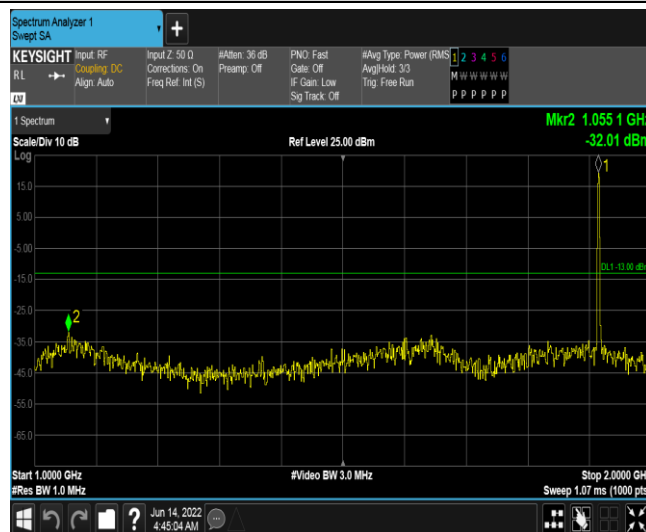 Spectrum Analyzer 1
Swept SA
+
KEYSIGHT Input: RF
RL Coupling: DC
Align: Auto
Input Z: 50 Ω
Corrections: On
Freq Ref: Int (S)
#Atten: 36 dB
Preamp: Off
PNO: Fast
Gate: Off
IF Gain: Low
Sig Track: Off
#Avg Type: Power (RMS
Avg|Hold: 3/3
Trig: Free Run
1 2 3 4 5 6
M W W W W W
P P P P P P
1 Spectrum
Mkr2 1.055 1 GHz
Scale/Div 10 dB Ref Level 25.00 dBm -32.01 dBm
Log
1
15.0
5.00
-5.00
DL1 -13.00 dBm
-15.0
-25.0
2
-35.0
-45.0
-55.0
-65.0
Start 1.0000 GHz #Video BW 3.0 MHz Stop 2.0000 GHz
#Res BW 1.0 MHz Sweep 1.07 ms (1000 pts
? Jun 14, 2022
4:45:04 AM